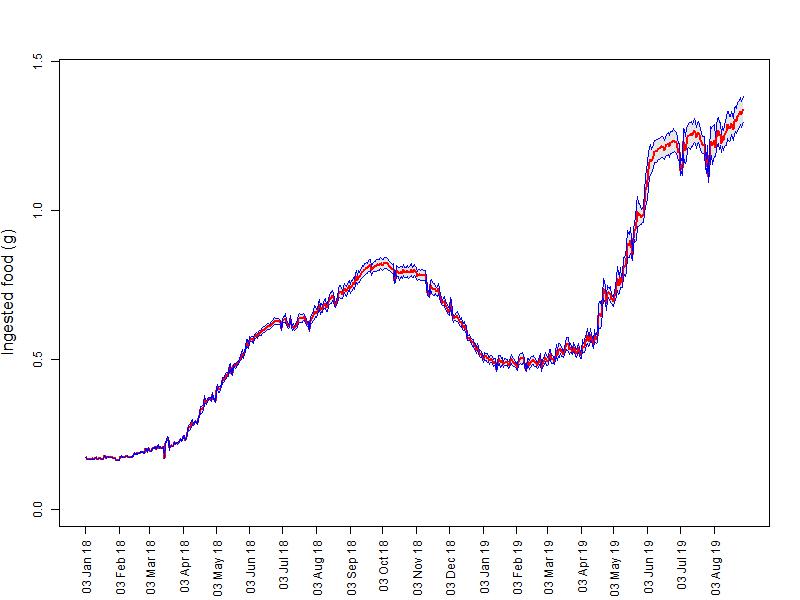 1.5
1.0
0.5
0.0
Ingested food (g)
03 Jan 18
03 Feb 18
03 Mar 18
03 Apr 18
03 May 18
03 Jun 18
03 Jul 18
03 Aug 18
03 Sep 18
03 Oct 18
03 Nov 18
03 Dec 18
03 Jan 19
03 Feb 19
03 Mar 19
03 Apr 19
03 May 19
03 Jun 19
03 Jul 19
03 Aug 19